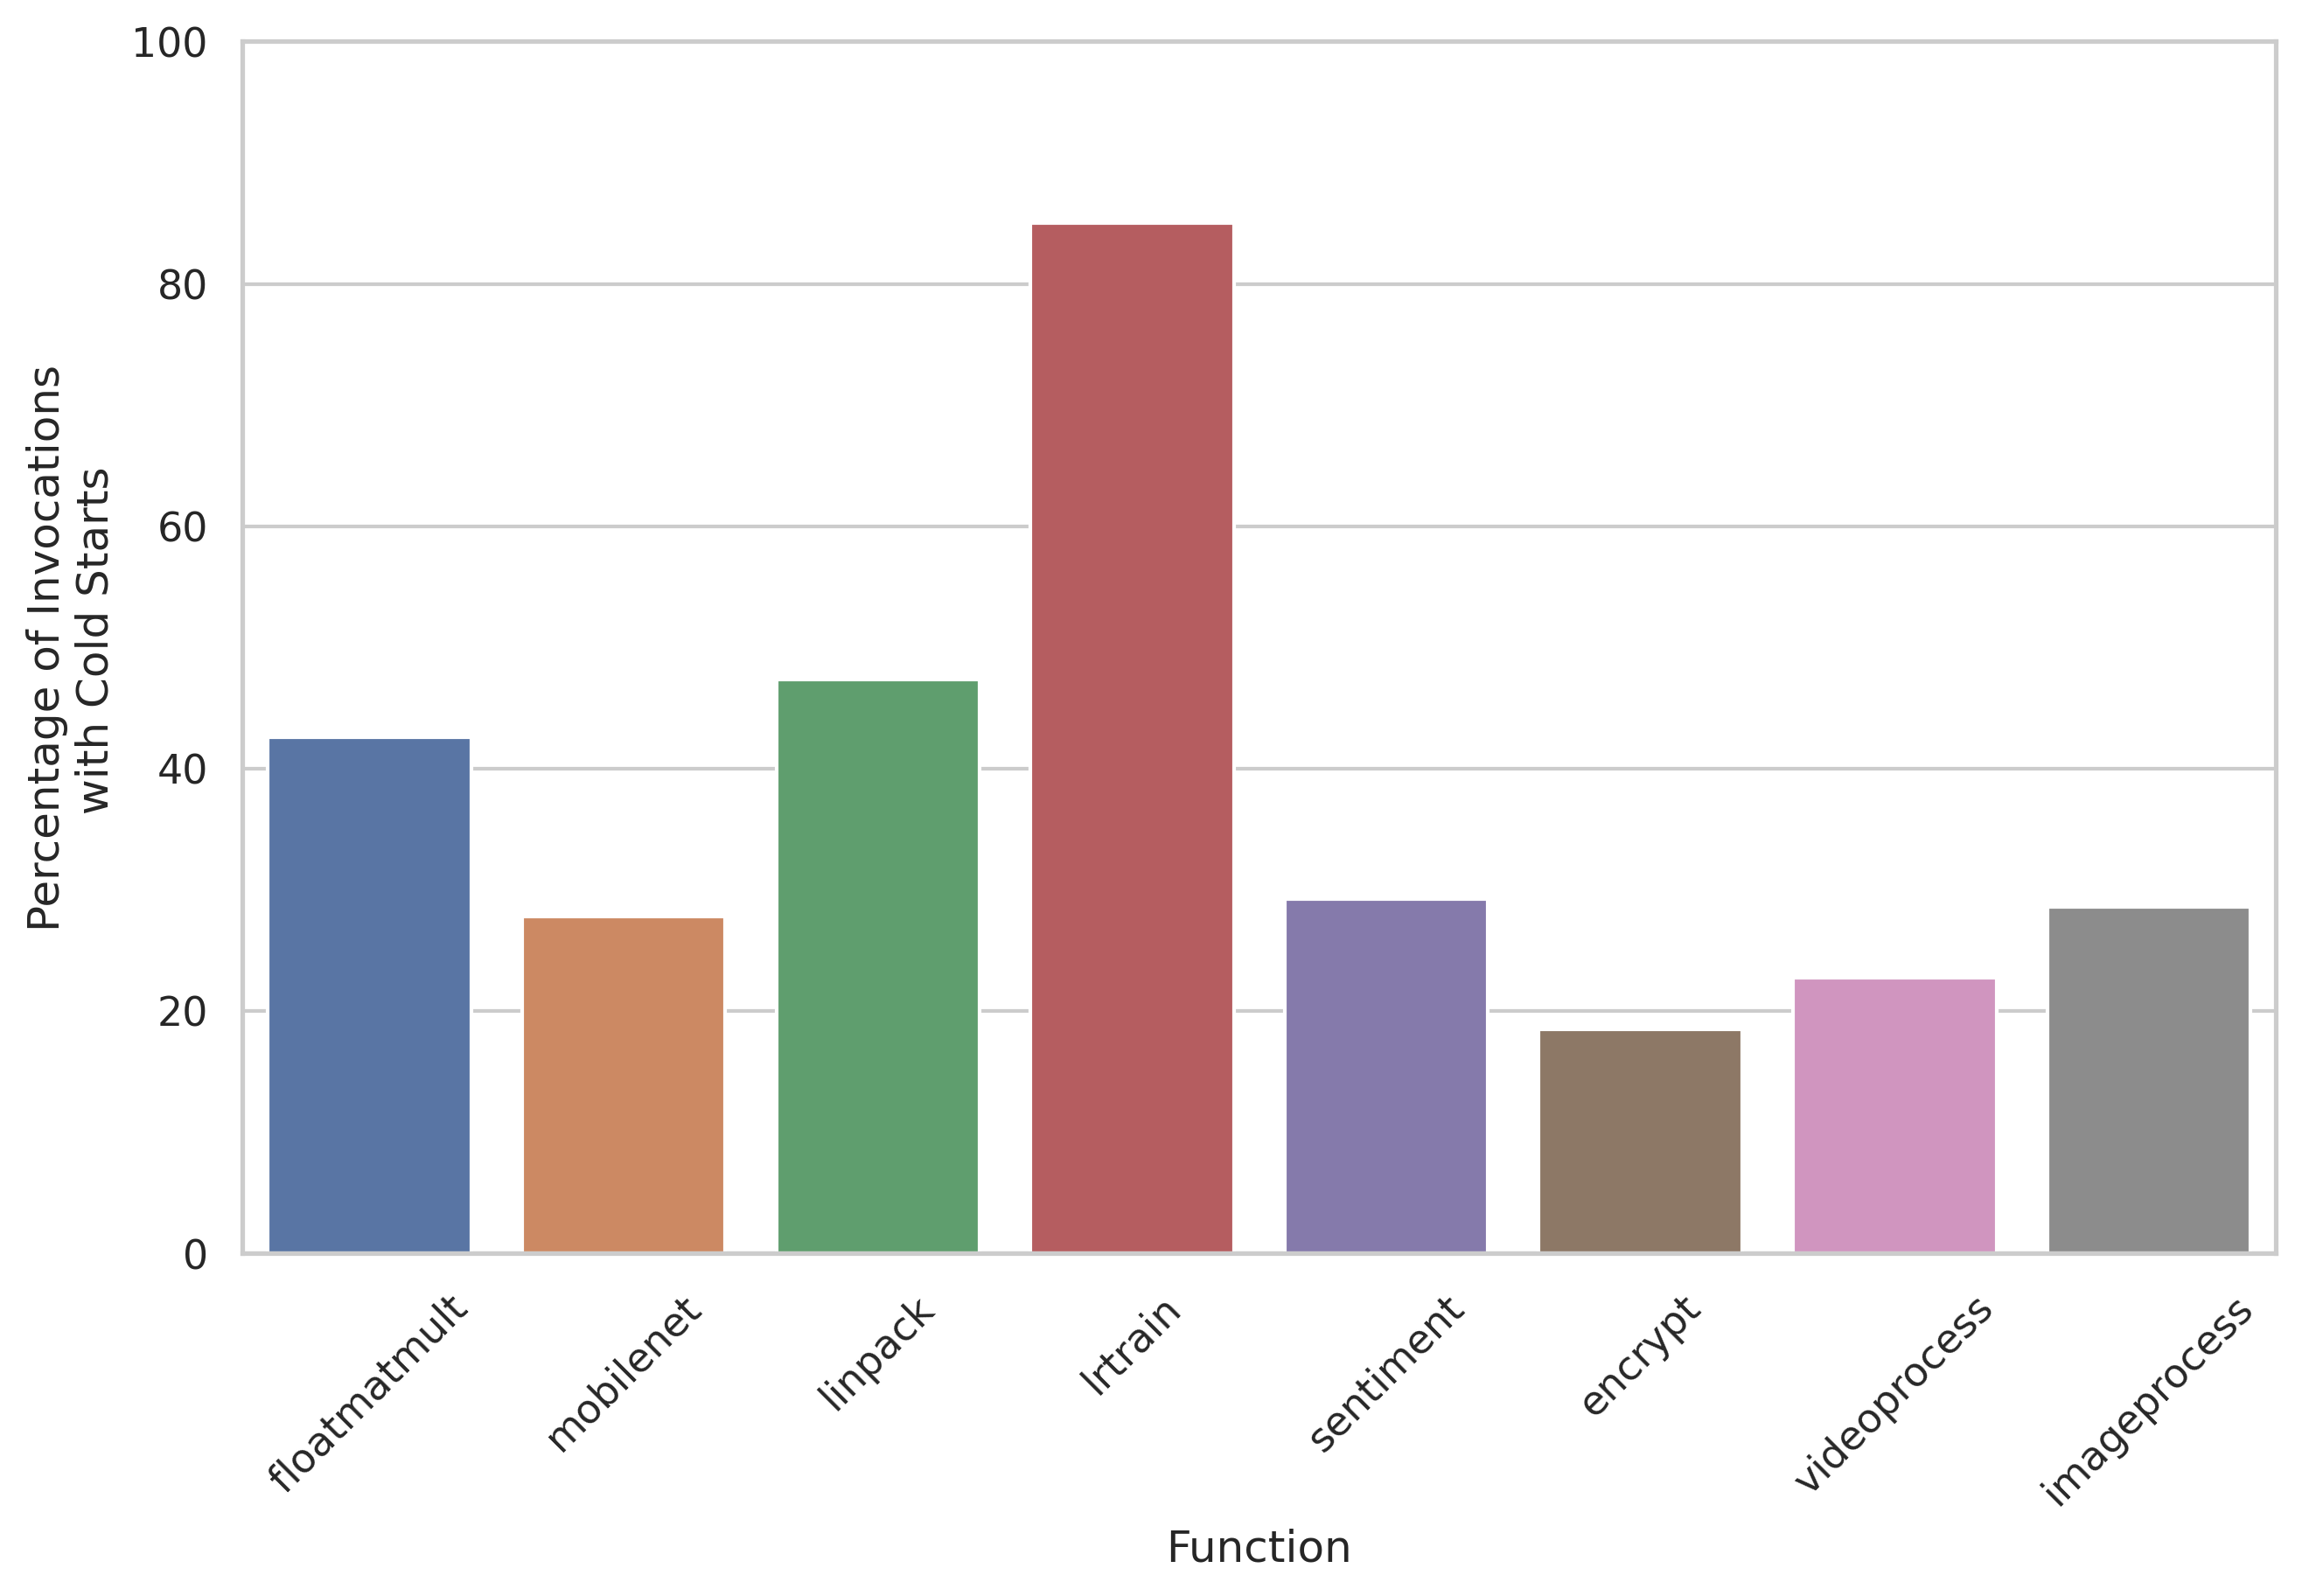 Percentage of Invocations
with Cold Starts
100
80
60
40
20
0
floatmatmult
mobilenet
linpack
lrtrain
sentiment
encrypt
videoprocess
imageprocess
Function